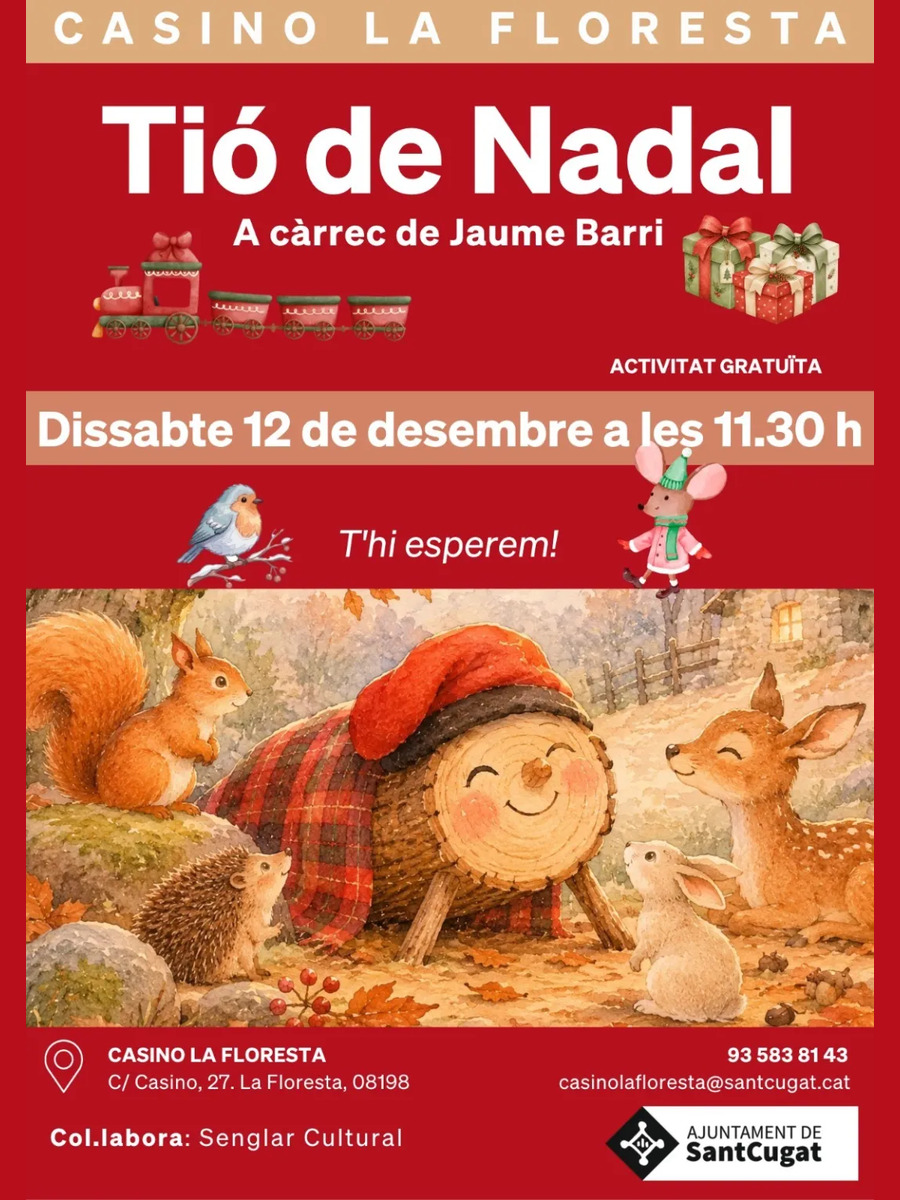 CASINO LA FLORESTA
Tió de Nadal
A càrrec de Jaume Barri
ACTIVITAT GRATUÏTA
Dissabte 12 de desembre a les 11.30 h
T'hi esperem!
CASINO LA FLORESTA
C/ Casino, 27. La Floresta, 08198
93 583 81 43
casinolafloresta@santcugat.cat
Col.labora: Senglar Cultural
AJUNTAMENT DE
SantCugat